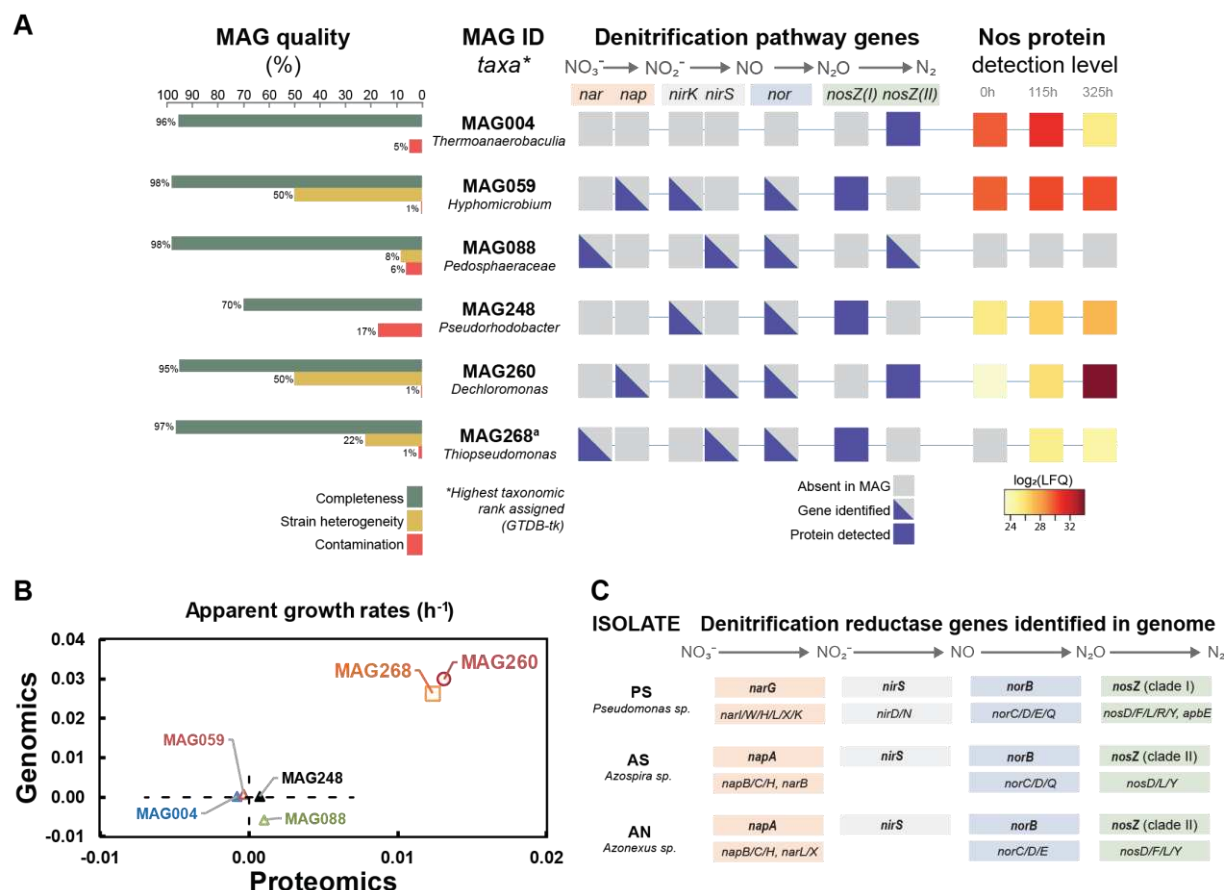 A
MAG quality
(%)
100 90 80 70 60 50 40 30 20 10 0
MAG ID
taxa*
Denitrification pathway genes
NO₃⁻ NO₂⁻ NO N₂O N₂
nar nap nirK nirS nor nosZ(I) nosZ(II)
Nos protein
detection level
0h 115h 325h
96%
5%
MAG004
Thermoanaerobaculia
98%
50%
1%
MAG059
Hyphomicrobium
98%
8%
6%
MAG088
Pedosphaeraceae
70%
17%
MAG248
Pseudorhodobacter
95%
50%
1%
MAG260
Dechloromonas
97%
22%
1%
MAG268ª
Thiopseudomonas
Completeness
Strain heterogeneity
Contamination
*Highest taxonomic
rank assigned
(GTDB-tk)
Absent in MAG
Gene identified
Protein detected
log₂(LFQ)
24 28 32
B
Apparent growth rates (h⁻¹)
Genomics
0.04
0.03
0.02
0.01
0.00
-0.01
MAG268
MAG260
MAG059
MAG248
MAG004
MAG088
-0.01 0.00 0.01 0.02
Proteomics
C
ISOLATE
Denitrification reductase genes identified in genome
NO₃⁻ NO₂⁻ NO N₂O N₂
PS
Pseudomonas sp.
narG nirS norB nosZ (clade I)
narI/W/H/L/X/K nirD/N norC/D/E/Q nosD/F/L/R/Y, apbE
AS
Azospira sp.
napA nirS norB nosZ (clade II)
napB/C/H, narB norC/D/Q nosD/L/Y
AN
Azonexus sp.
napA nirS norB nosZ (clade II)
napB/C/H, narL/X norC/D/E nosD/F/L/Y